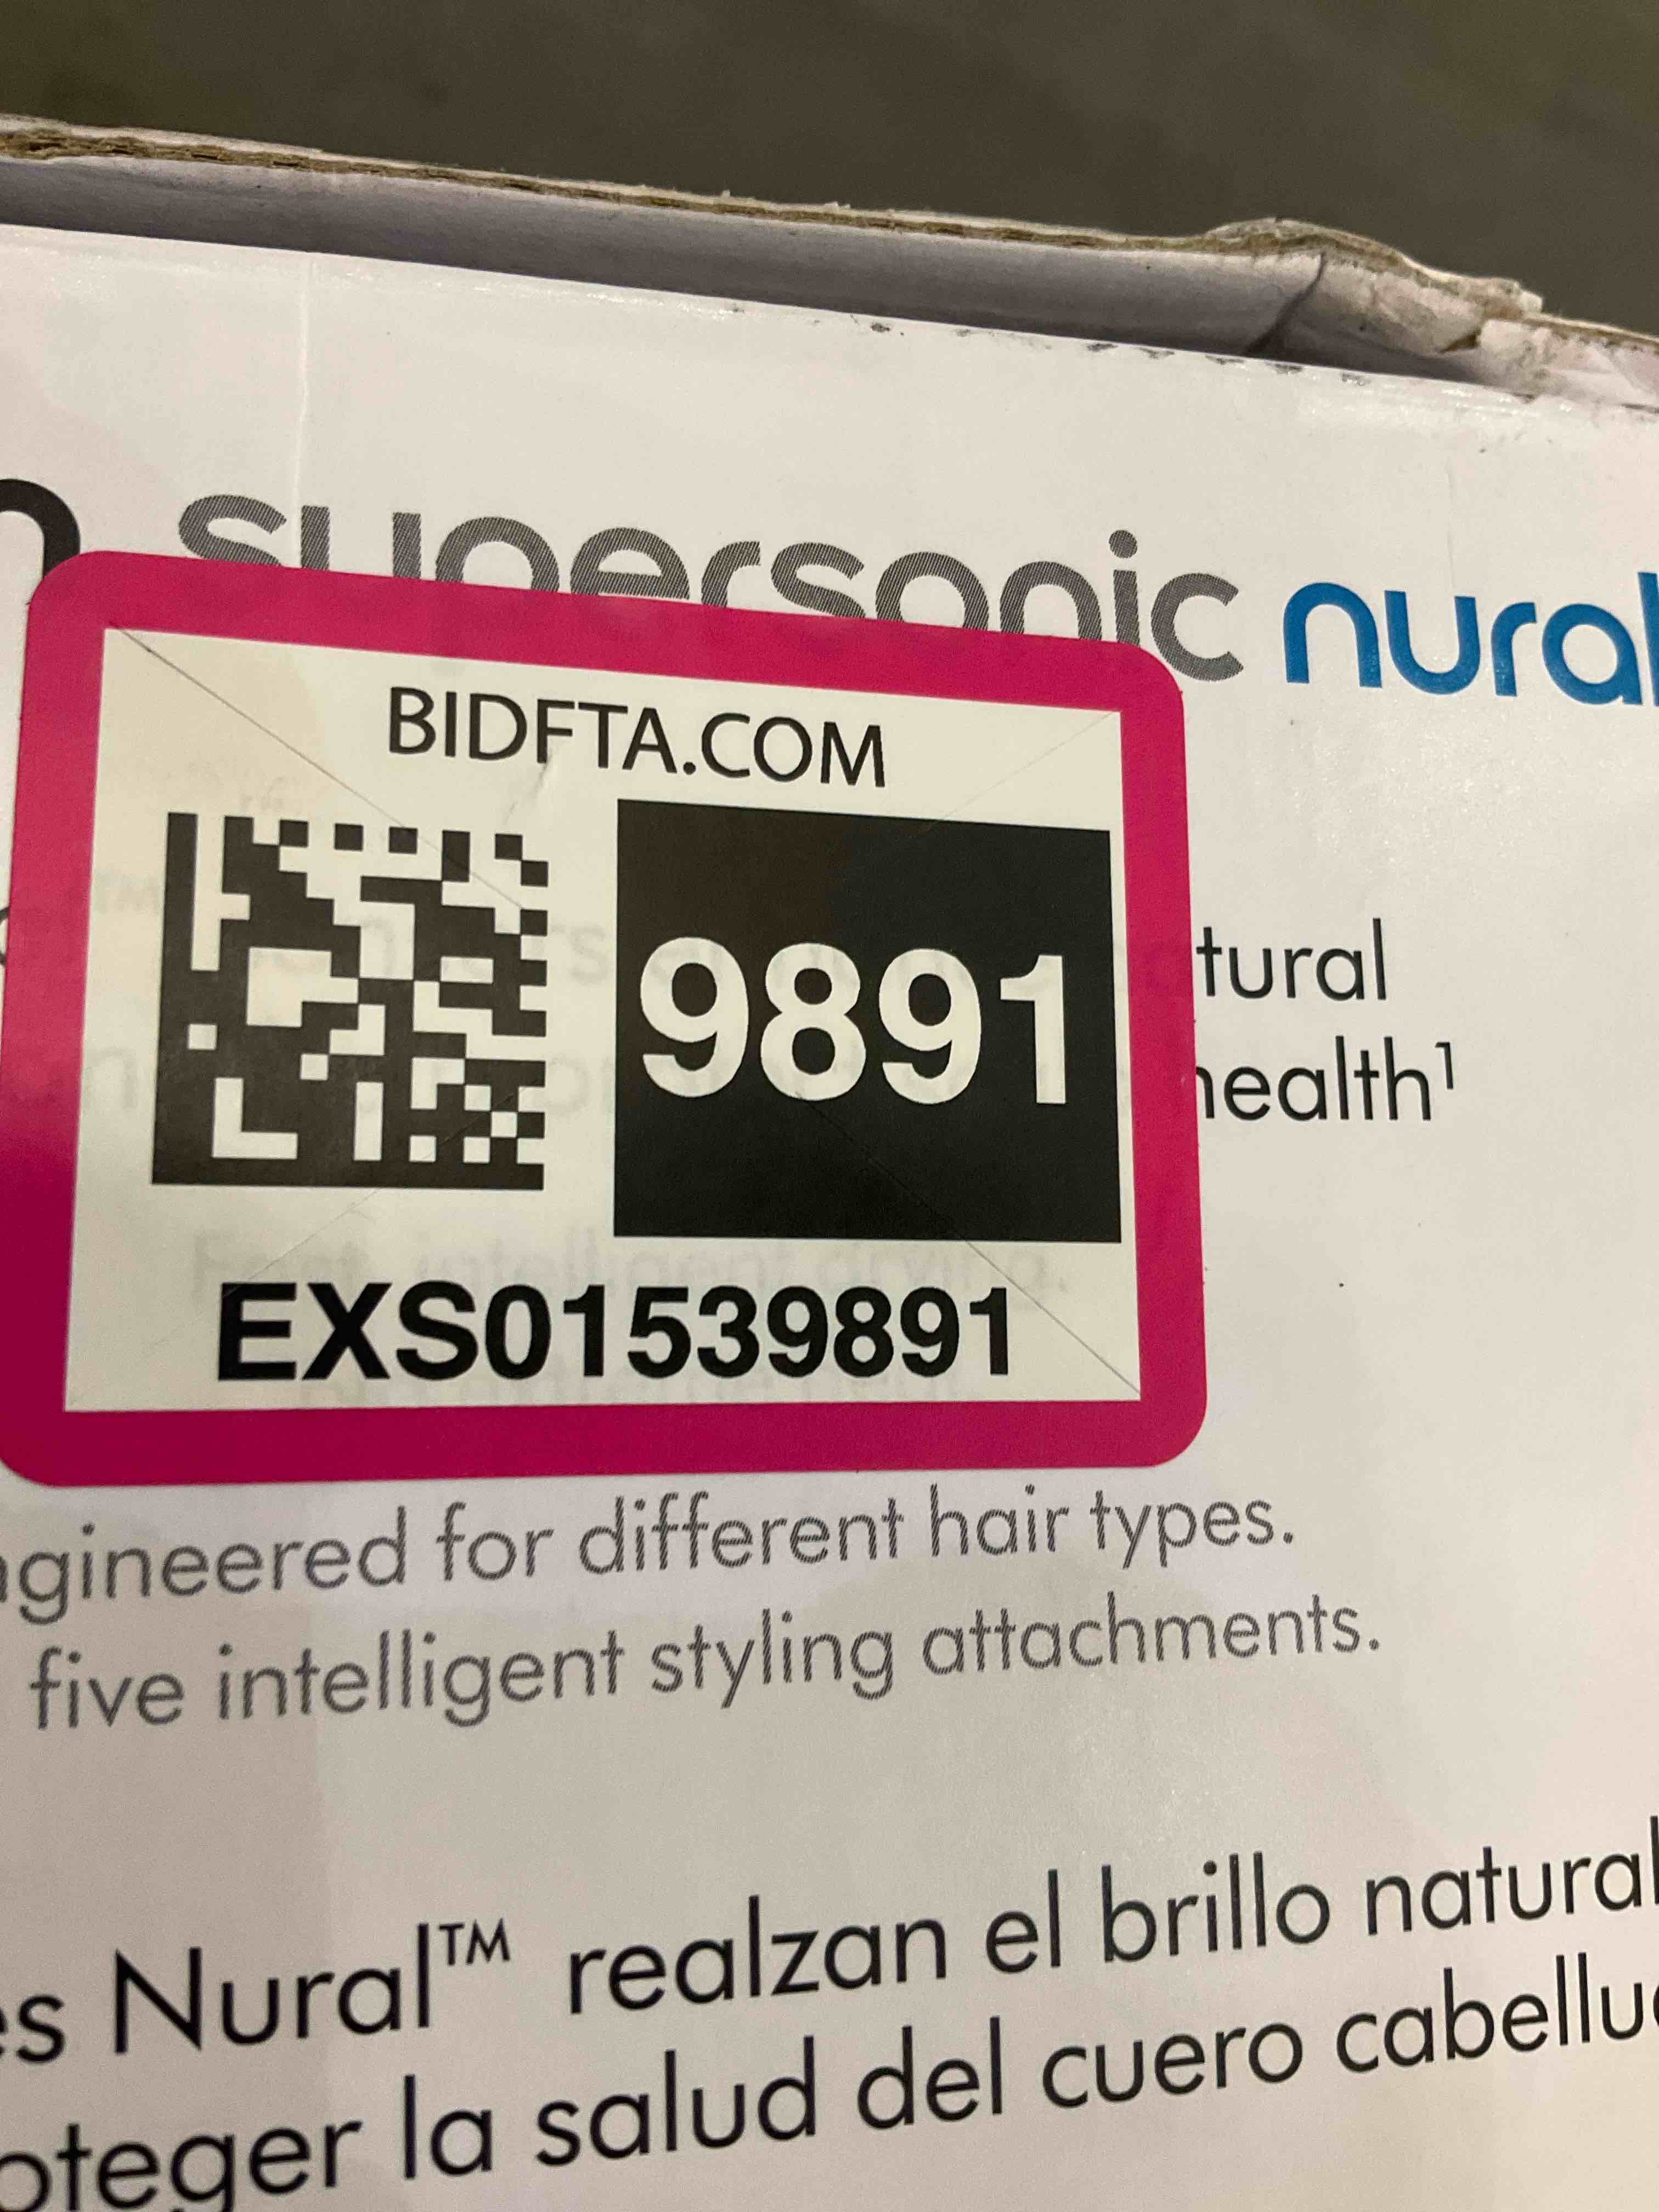 supersonic nural
BIDFTA.COM
9891
EXS01539891
tural
health¹
ngineered for different hair types.
five intelligent styling attachments.
es Nural™ realzan el brillo natural
oteger la salud del cuero cabellu